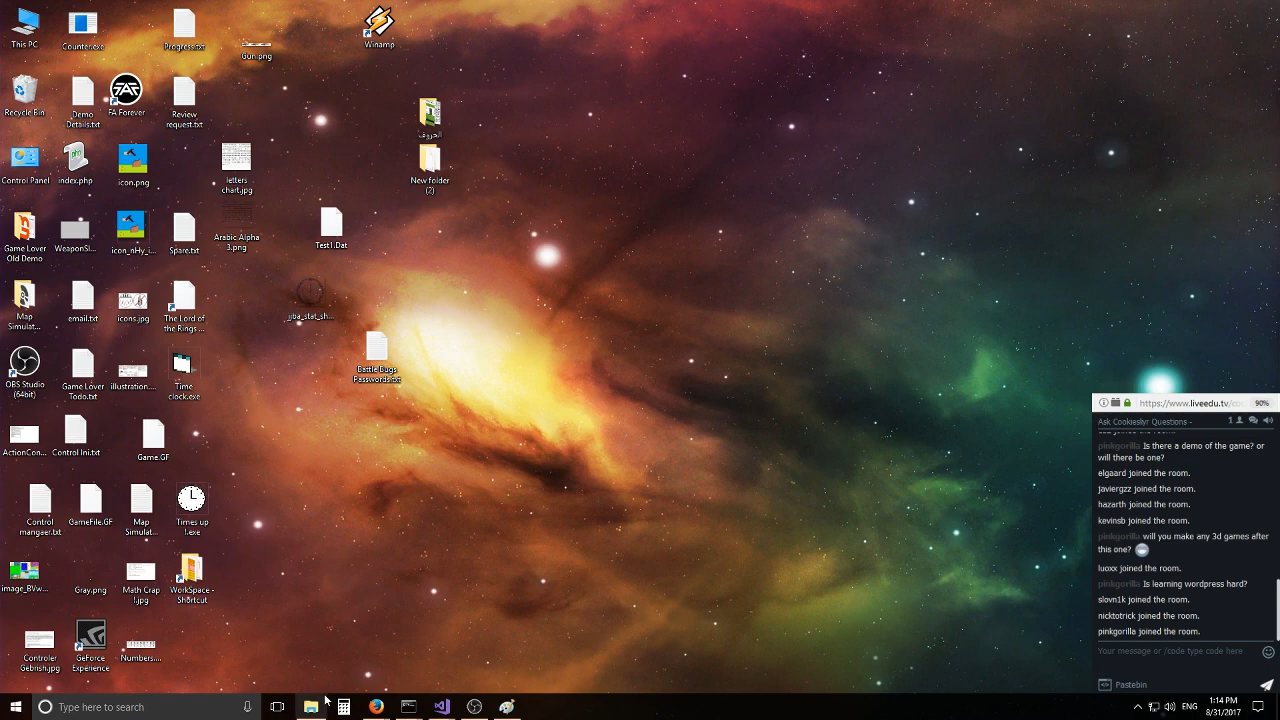 This PC
Counter.exe
Progress.txt
Gun.png
Winamp
Recycle Bin
Demo
Details.txt
FA Forever
Review
request.txt
الحروف
Control Panel
index.php
icon.png
letters
chart.jpg
New folder
(2)
Game Lover
Old Demo
WeaponSl...
icon_nHy_i...
Spare.txt
Arabic Alpha
3.png
Test1.Dat
Map
Simulat...
email.txt
icons.jpg
The Lord of
the Rings ...
jjba_stat_sh...
OBS Studio
(64bit)
Game Lover
Todo.txt
illustration....
Time
clock.exe
Battle Bugs
Passwords.txt
ActionCon...
Control Ini.txt
Game.GF
Control
mangaer.txt
GameFile.GF
Map
Simulat...
Times up
!.exe
image_BVw...
Gray.png
Math Crap
!.jpg
WorkSpace -
Shortcut
Controler
Gebrish.jpg
GeForce
Experience
Numbers....
https://www.liveedu.tv/co
90%
Ask Cookiesliyr Questions -
1
joined the room.
pinkgorilla Is there a demo of the game? or
will there be one?
elgaard joined the room.
javiergzz joined the room.
hazarth joined the room.
kevinsb joined the room.
pinkgorilla will you make any 3d games after
this one?
luoxx joined the room.
pinkgorilla Is learning wordpress hard?
slovn1k joined the room.
nicktotrick joined the room.
pinkgorilla joined the room.
Your message or /code type code here
Pastebin
Type here to search
ENG
1:14 PM
8/31/2017